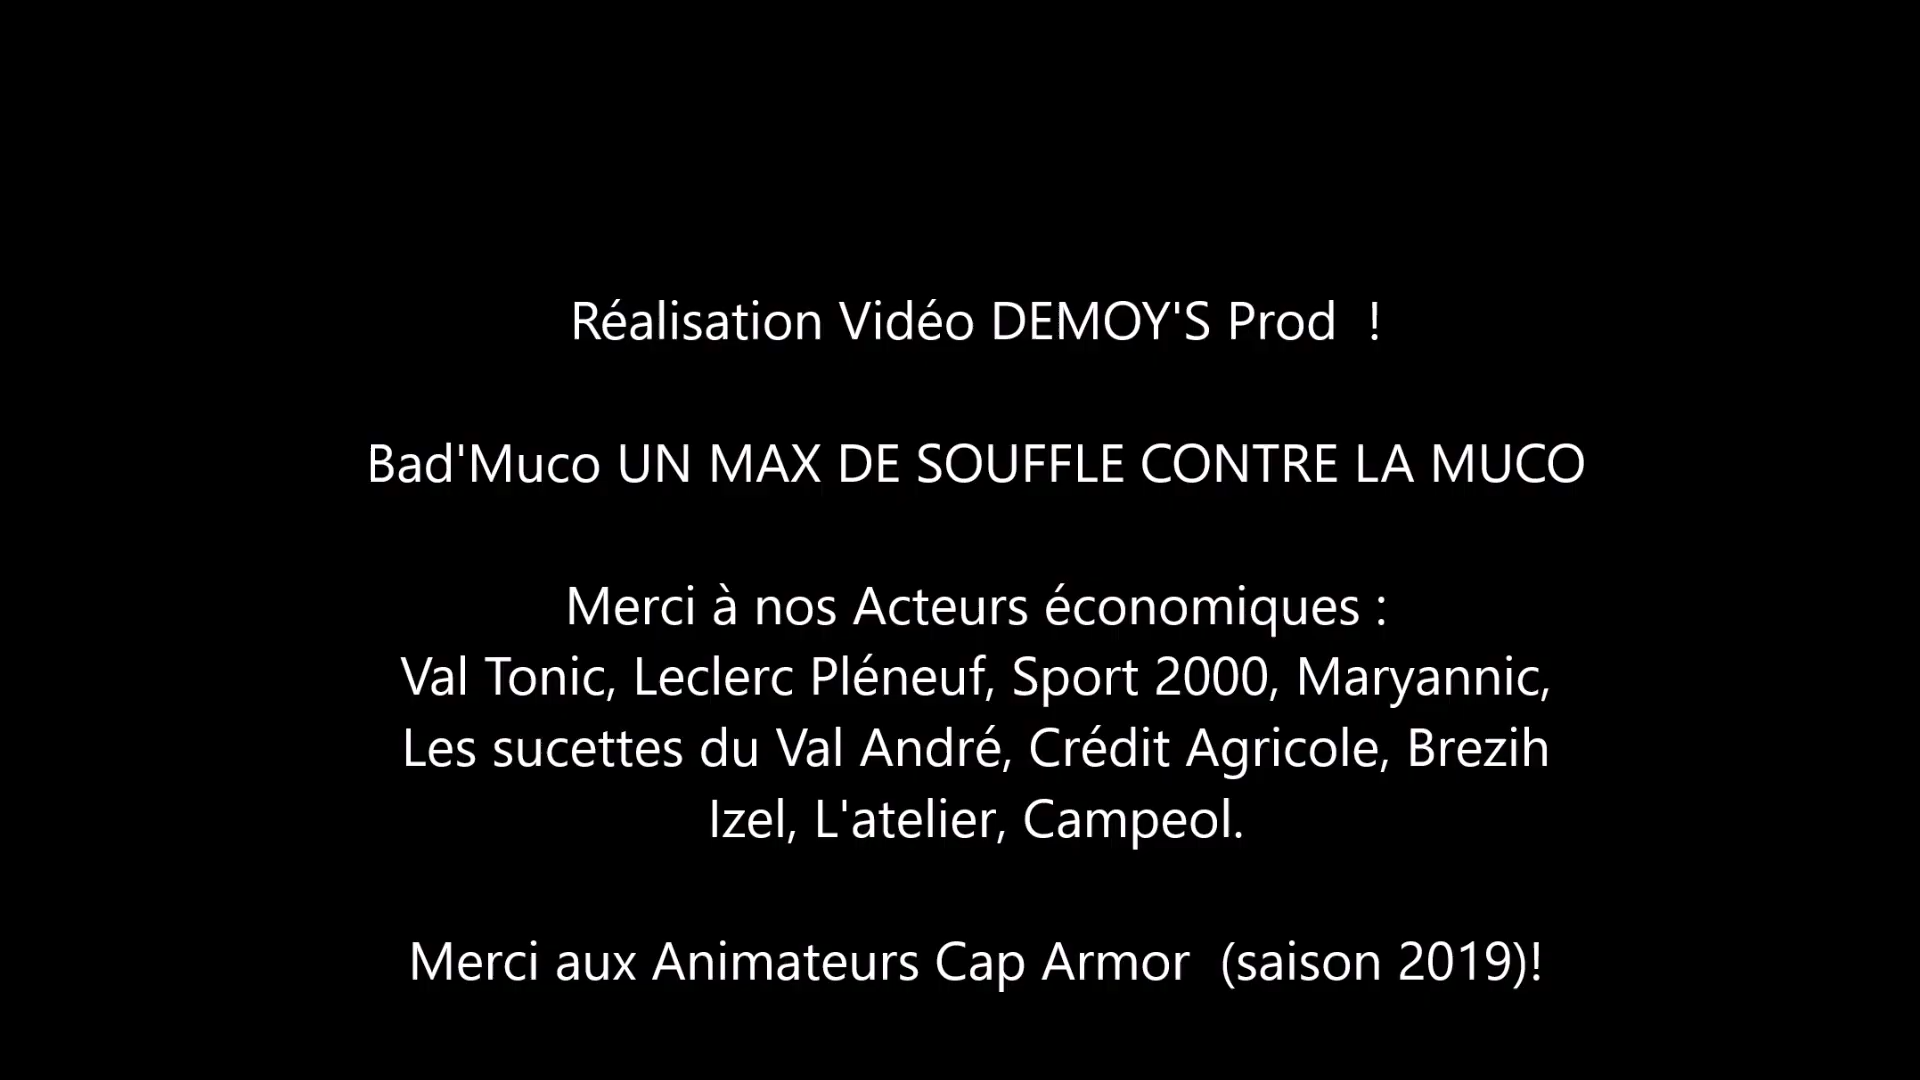 Réalisation Vidéo DEMOY'S Prod  !
Bad'Muco UN MAX DE SOUFFLE CONTRE LA MUCO
Merci à nos Acteurs économiques :
Val Tonic, Leclerc Pléneuf, Sport 2000, Maryannic,
Les sucettes du Val André, Crédit Agricole, Brezih
Izel, L'atelier, Campeol.
Merci aux Animateurs Cap Armor  (saison 2019)!